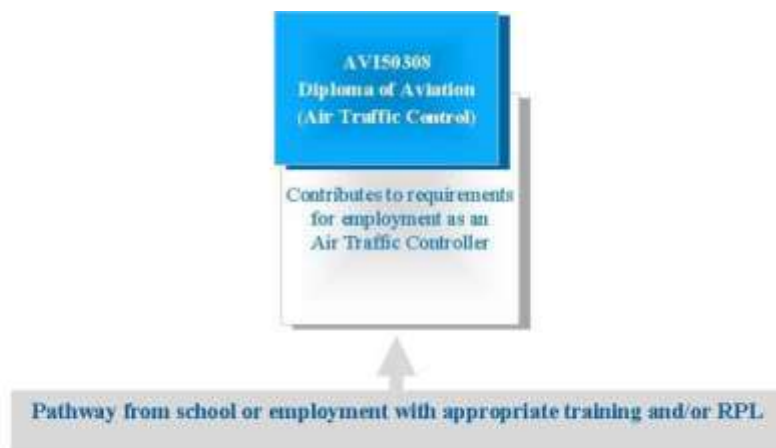 AVI50308
Diploma of Aviation
(Air Traffic Control)
Contributes to requirements
for employment as an
Air Traffic Controller
Pathway from school or employment with appropriate training and/or RPL